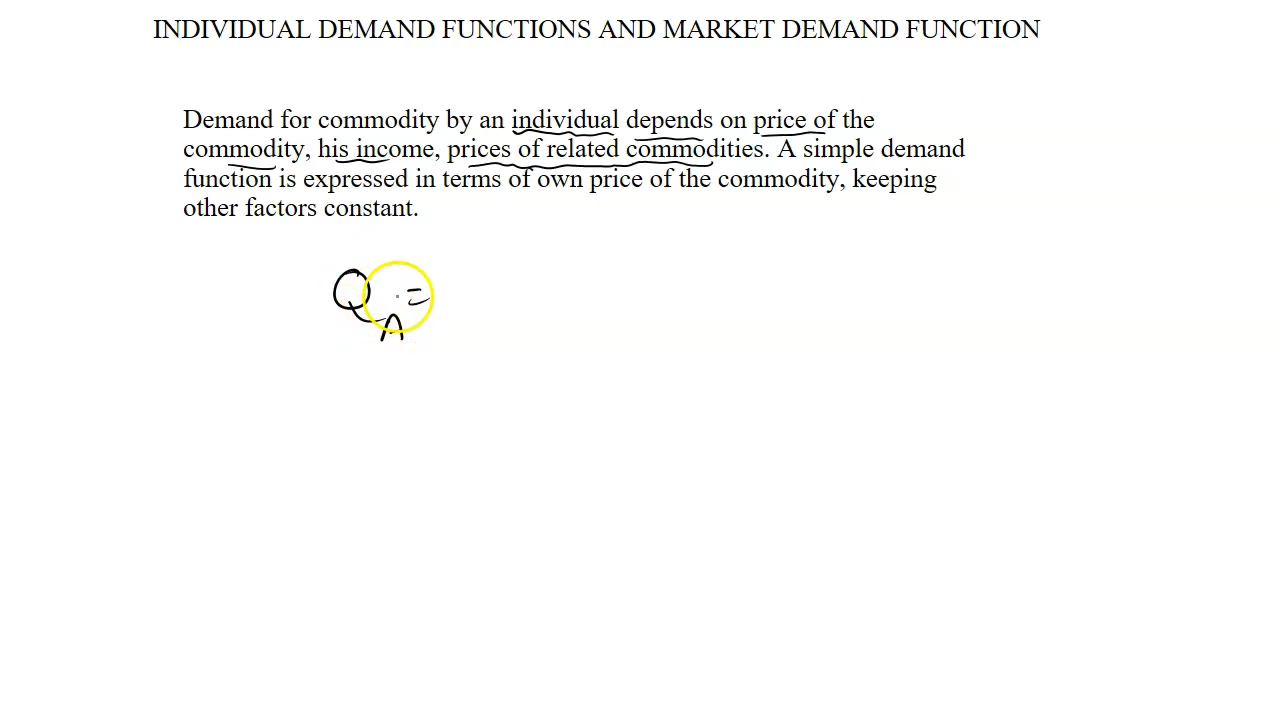 INDIVIDUAL DEMAND FUNCTIONS AND MARKET DEMAND FUNCTION
Demand for commodity by an individual depends on price of the
commodity, his income, prices of related commodities. A simple demand
function is expressed in terms of own price of the commodity, keeping
other factors constant.
Q_A =